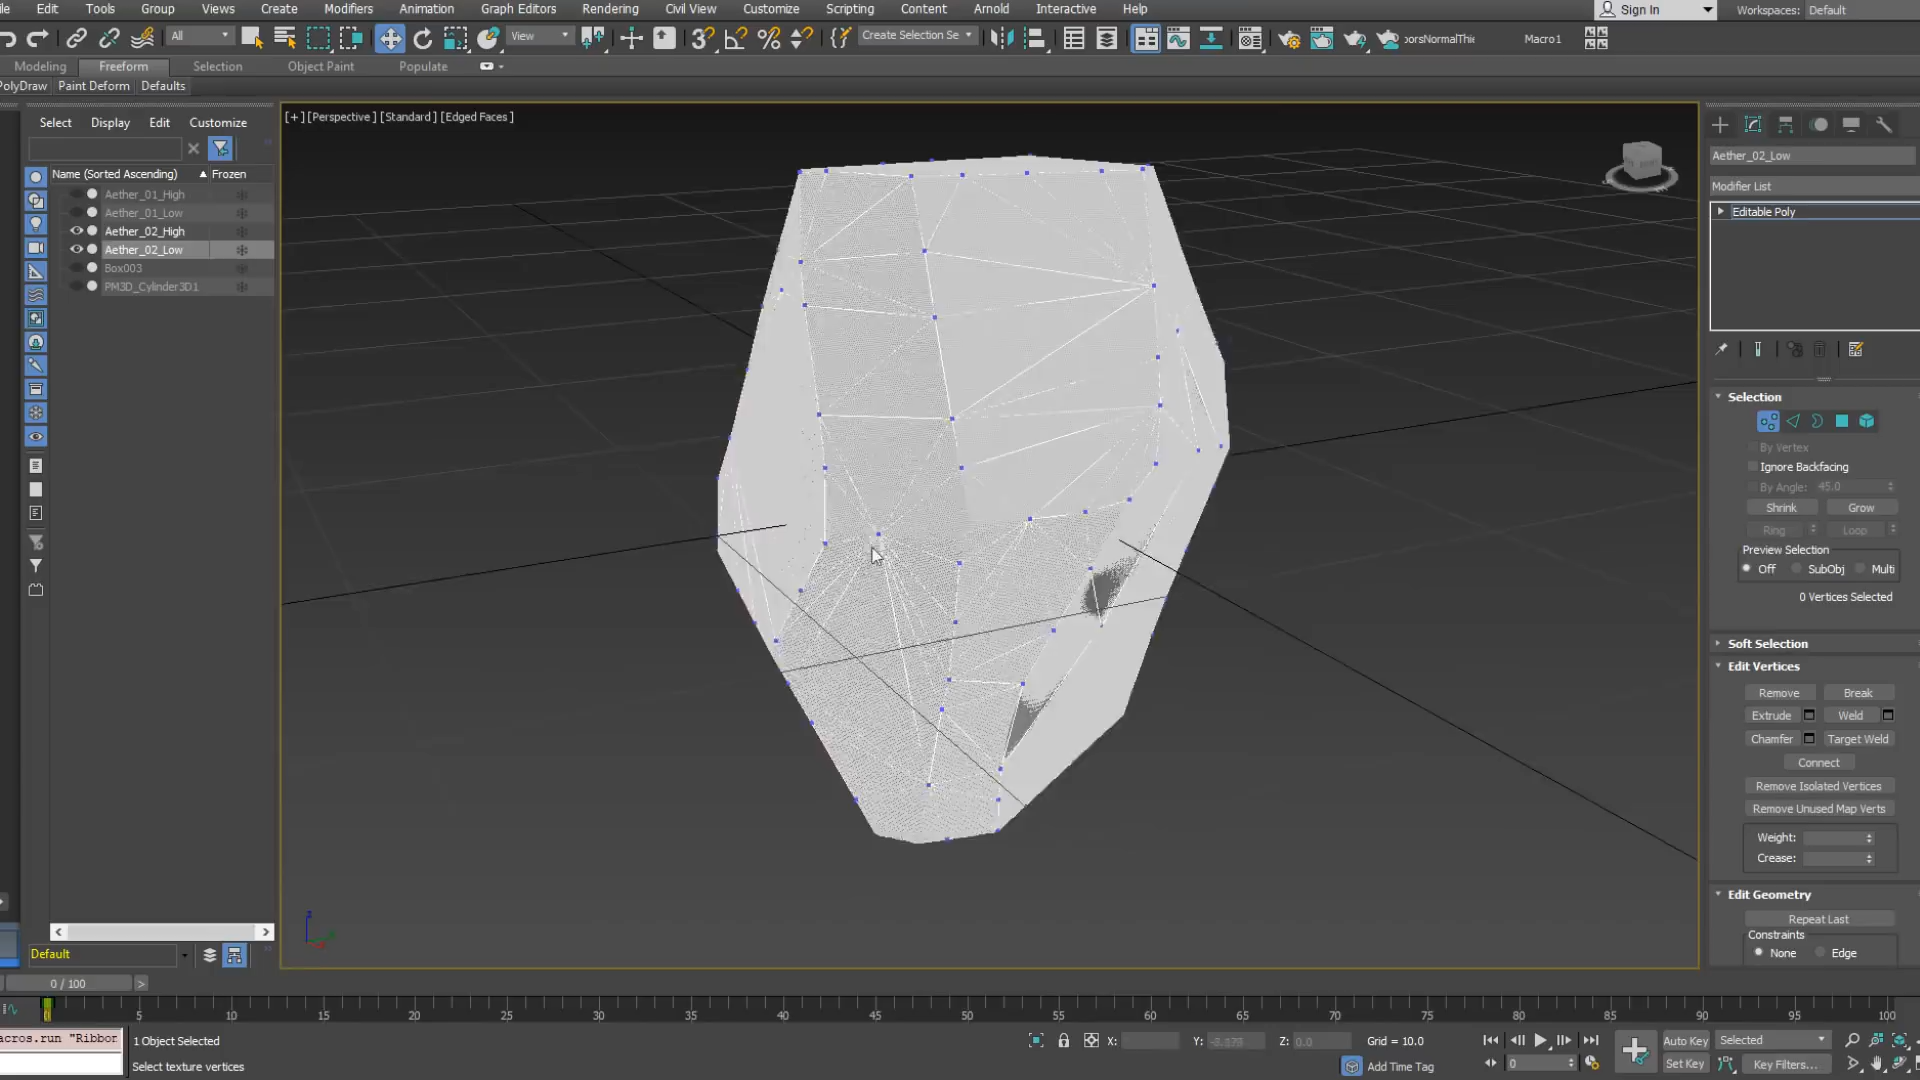 le Edit Tools Group Views Create Modifiers Animation Graph Editors Rendering Civil View Customize Scripting Content Arnold Interactive Help Sign In Workspaces: Default
All View Create Selection Se orsNormalThie Macro1
Modeling Freeform Selection Object Paint Populate
PolyDraw Paint Deform Defaults
Select Display Edit Customize
[+] [Perspective] [Standard] [Edged Faces]
Name (Sorted Ascending) Frozen
Aether_01_High
Aether_01_Low
Aether_02_High
Aether_02_Low
Box003
PM3D_Cylinder3D1
Aether_02_Low
Modifier List
Editable Poly
Selection
By Vertex
Ignore Backfacing
By Angle: 45.0
Shrink Grow
Ring Loop
Preview Selection
Off SubObj Multi
0 Vertices Selected
Soft Selection
Edit Vertices
Remove Break
Extrude Weld
Chamfer Target Weld
Connect
Remove Isolated Vertices
Remove Unused Map Verts
Weight:
Crease:
Edit Geometry
Repeat Last
Constraints
None Edge
Default
0 / 100 >
5 10 15 20 25 30 35 40 45 50 55 60 65 70 75 80 85 90 95 100
acros.run "Ribbon 1 Object Selected X: Y: Z: 0.0 Grid = 10.0 Auto Key Selected
Select texture vertices Add Time Tag 0 Set Key Key Filters...